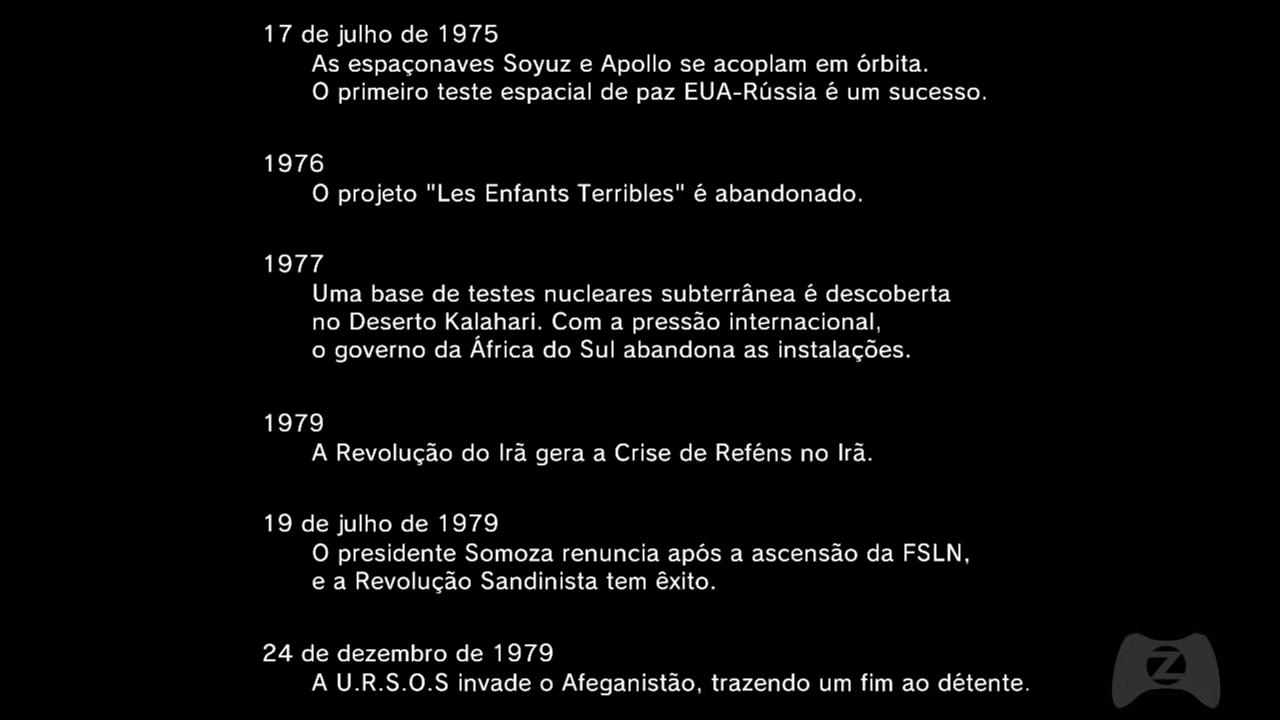 17 de julho de 1975
As espaçonaves Soyuz e Apollo se acoplam em órbita.
O primeiro teste espacial de paz EUA-Rússia é um sucesso.
1976
O projeto "Les Enfants Terribles" é abandonado.
1977
Uma base de testes nucleares subterrânea é descoberta
no Deserto Kalahari. Com a pressão internacional,
o governo da África do Sul abandona as instalações.
1979
A Revolução do Irã gera a Crise de Reféns no Irã.
19 de julho de 1979
O presidente Somoza renuncia após a ascensão da FSLN,
e a Revolução Sandinista tem êxito.
24 de dezembro de 1979
A U.R.S.O.S invade o Afeganistão, trazendo um fim ao détente.
Z